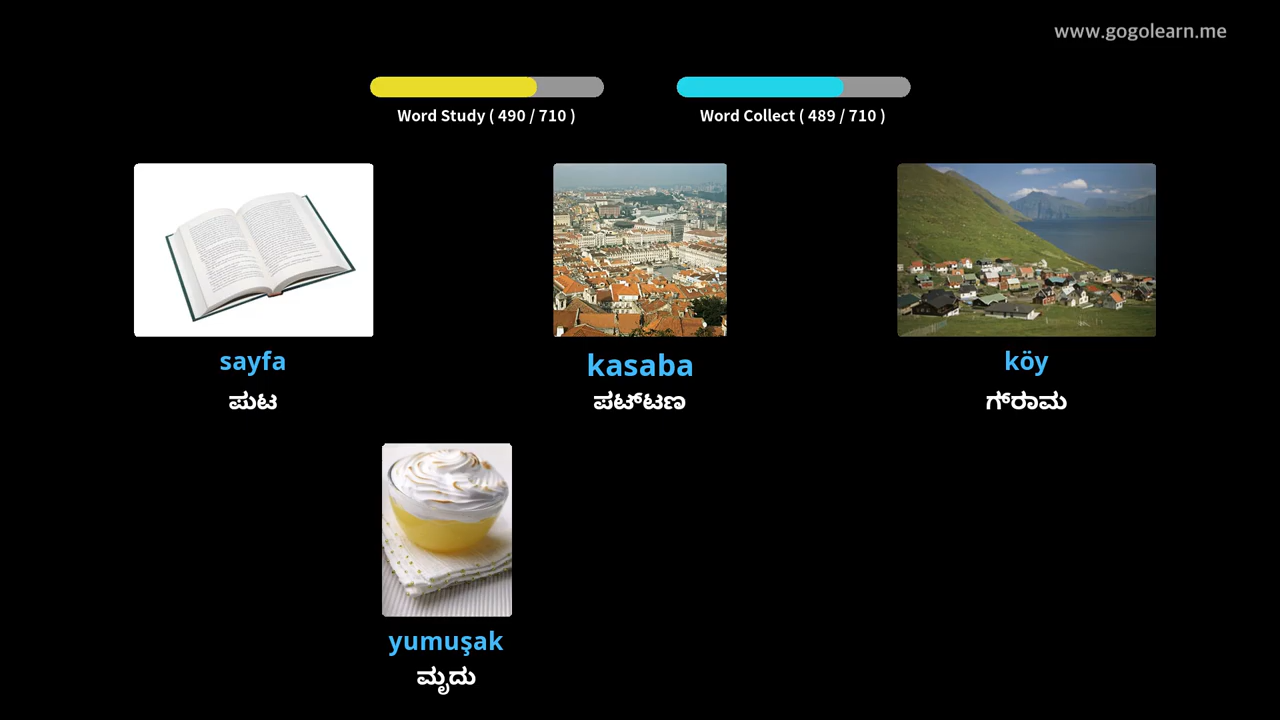 www.gogolearn.me
Word Study ( 490 / 710 )
Word Collect ( 489 / 710 )
sayfa
ಪುಟ
kasaba
ಪಟ್ಟಣ
köy
ಗ್ರಾಮ
yumuşak
ಮೃದು